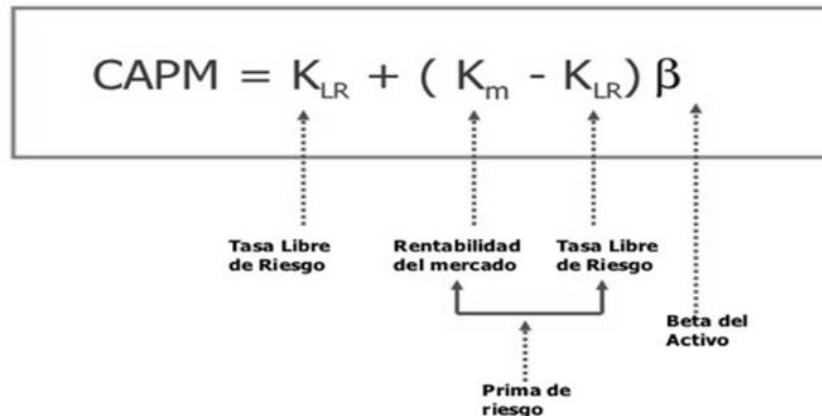 CAPM = K_LR + ( K_m - K_LR) β
Tasa Libre
de Riesgo
Rentabilidad
del mercado
Tasa Libre
de Riesgo
Beta del
Activo
Prima de
riesgo